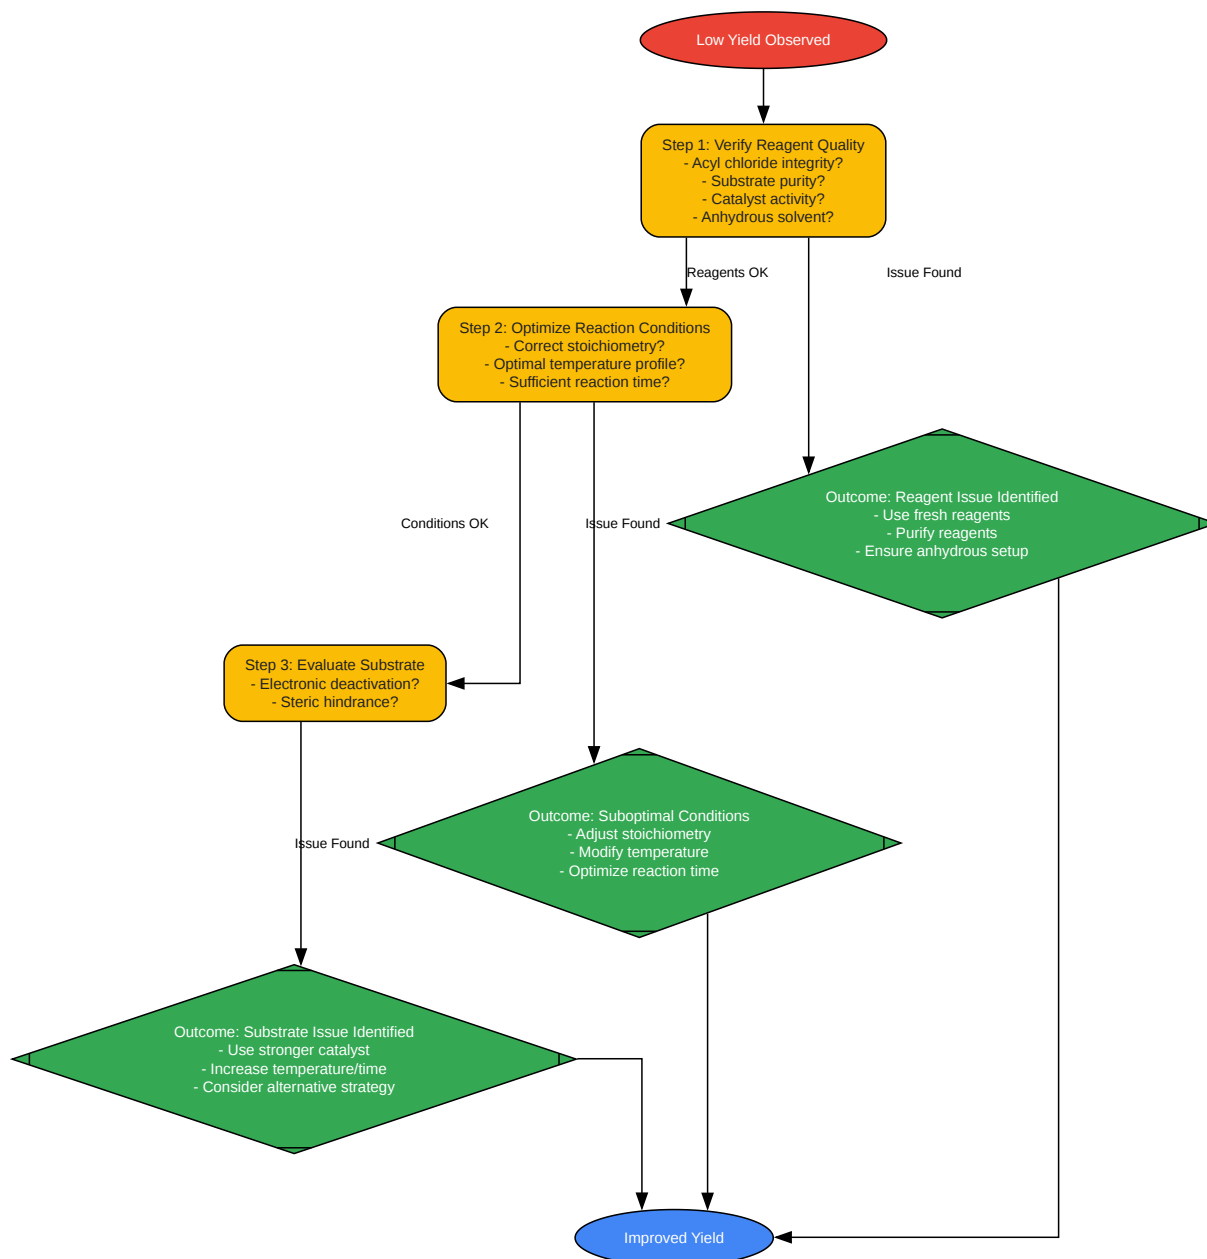 Low Yield Observed
Step 1: Verify Reagent Quality
- Acyl chloride integrity?
- Substrate purity?
- Catalyst activity?
- Anhydrous solvent?
Reagents OK
Issue Found
Step 2: Optimize Reaction Conditions
- Correct stoichiometry?
- Optimal temperature profile?
- Sufficient reaction time?
Outcome: Reagent Issue Identified
- Use fresh reagents
- Purify reagents
- Ensure anhydrous setup
Conditions OK
Issue Found
Step 3: Evaluate Substrate
- Electronic deactivation?
- Steric hindrance?
Outcome: Suboptimal Conditions
- Adjust stoichiometry
- Modify temperature
- Optimize reaction time
Issue Found
Outcome: Substrate Issue Identified
- Use stronger catalyst
- Increase temperature/time
- Consider alternative strategy
Improved Yield